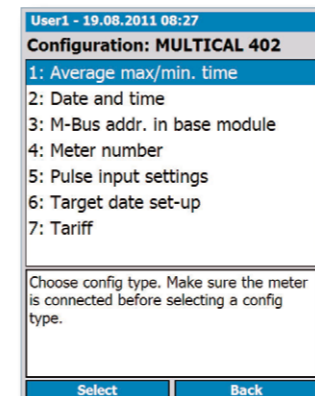 User1 - 19.08.2011 08:27
Configuration: MULTICAL 402
1: Average max/min. time
2: Date and time
3: M-Bus addr. in base module
4: Meter number
5: Pulse input settings
6: Target date set-up
7: Tariff
Choose config type. Make sure the meter
is connected before selecting a config
type.
Select Back